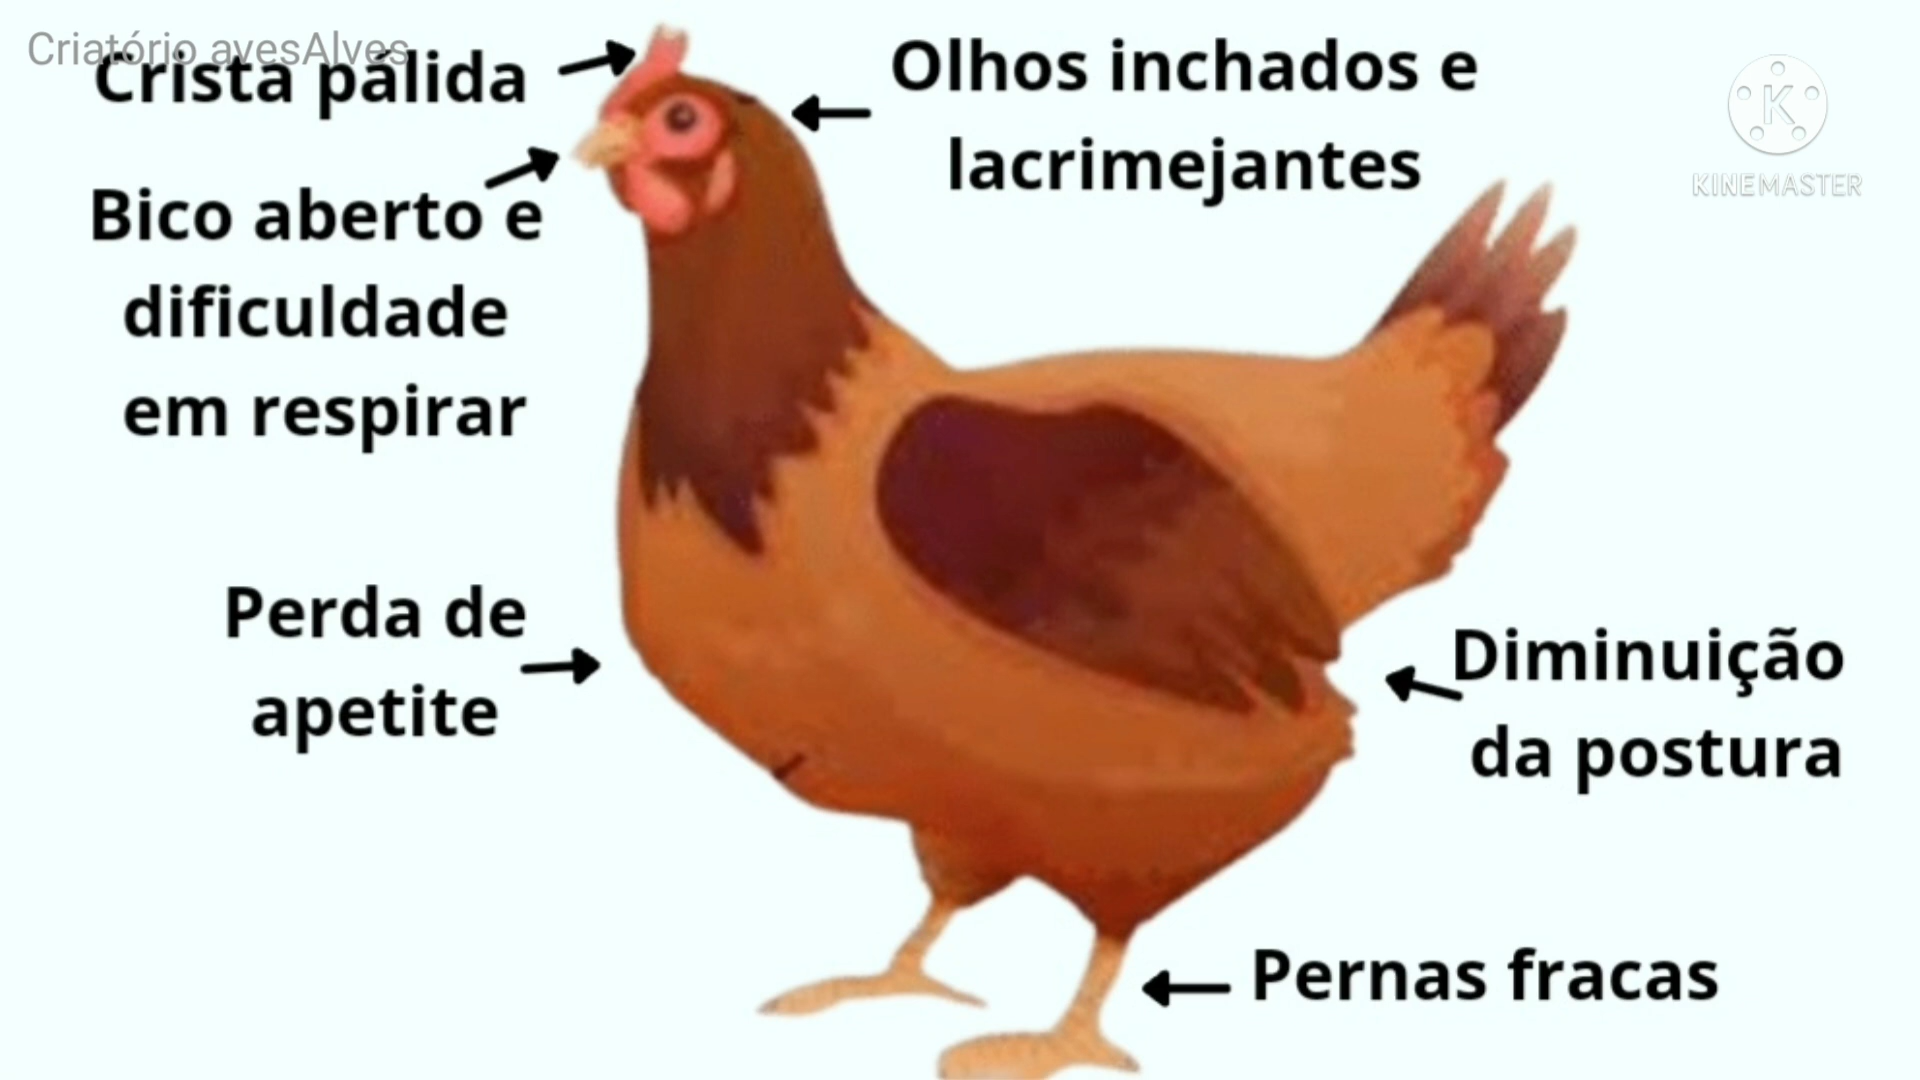 Criatório avesAlves
Crista pálida
Olhos inchados e
lacrimejantes
K
KINEMASTER
Bico aberto e
dificuldade
em respirar
Perda de
apetite
Diminuição
da postura
Pernas fracas